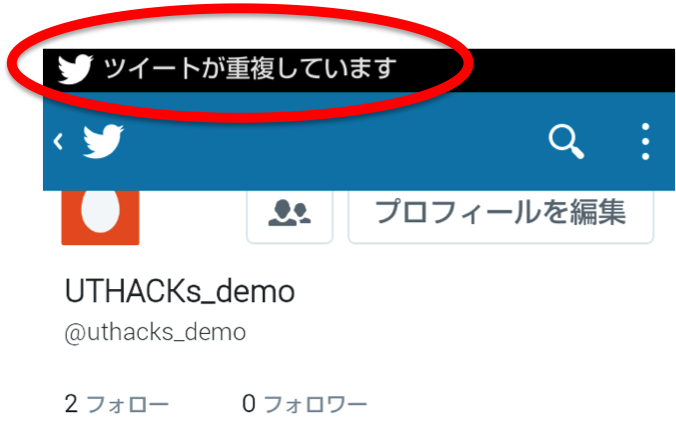 ツイートが重複しています
プロフィールを編集
UTHACKs_demo
@uthacks_demo
2 フォロー 0 フォロワー